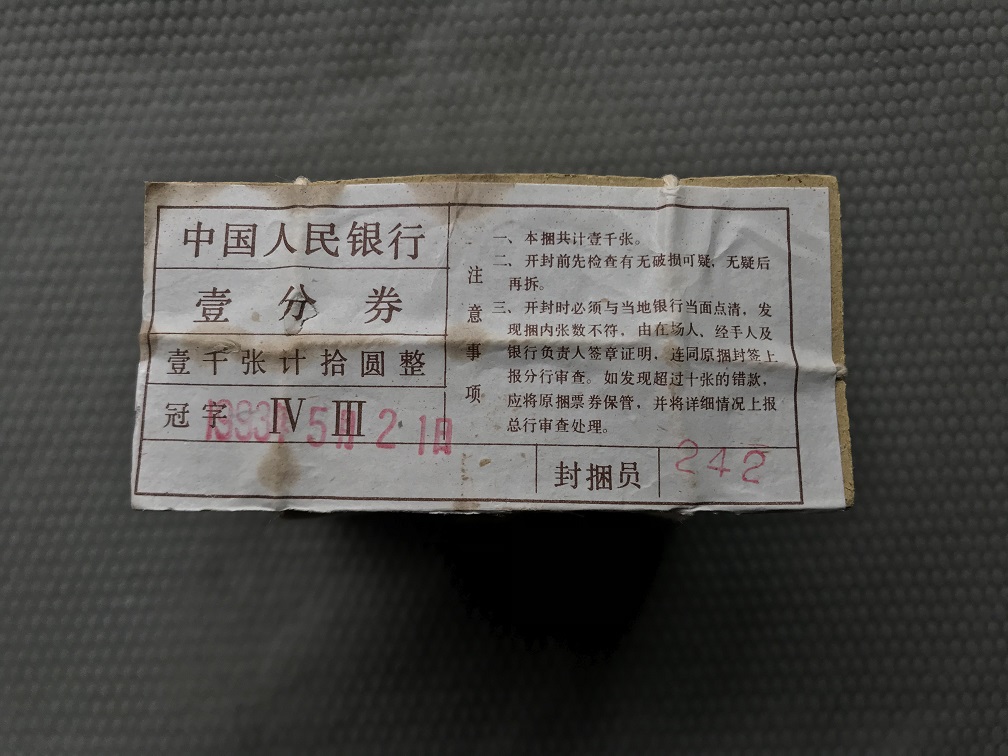 中国人民银行
壹分券
壹千张计拾圆整
冠字 Ⅳ Ⅲ
5月21日
注意事项
一、本捆共计壹千张。
二、开封前先检查有无破损可疑，无疑后
再拆。
三、开封时必须与当地银行当面点清，发
现捆内张数不符，由在场人、经手人及
银行负责人签章证明，连同原捆封签上
报分行审查。如发现超过十张的错款，
应将原捆票券保管，并将详细情况上报
总行审查处理。
封捆员 242